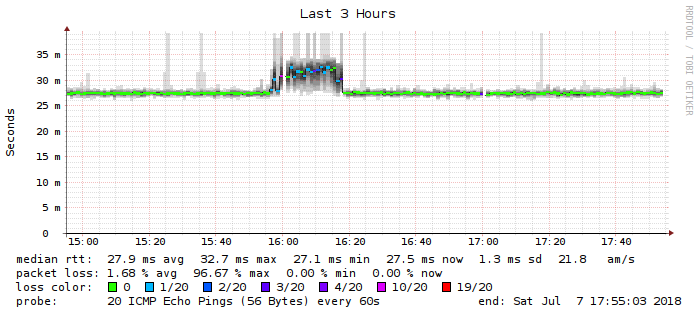 Last 3 Hours
RRDTOOL / TOBI OETIKER
Seconds
35 m
30 m
25 m
20 m
15 m
10 m
5 m
0
15:00 15:20 15:40 16:00 16:20 16:40 17:00 17:20 17:40
median rtt: 27.9 ms avg 32.7 ms max 27.1 ms min 27.5 ms now 1.3 ms sd 21.8 am/s
packet loss: 1.68 % avg 96.67 % max 0.00 % min 0.00 % now
loss color: 0 1/20 2/20 3/20 4/20 10/20 19/20
probe: 20 ICMP Echo Pings (56 Bytes) every 60s end: Sat Jul 7 17:55:03 2018